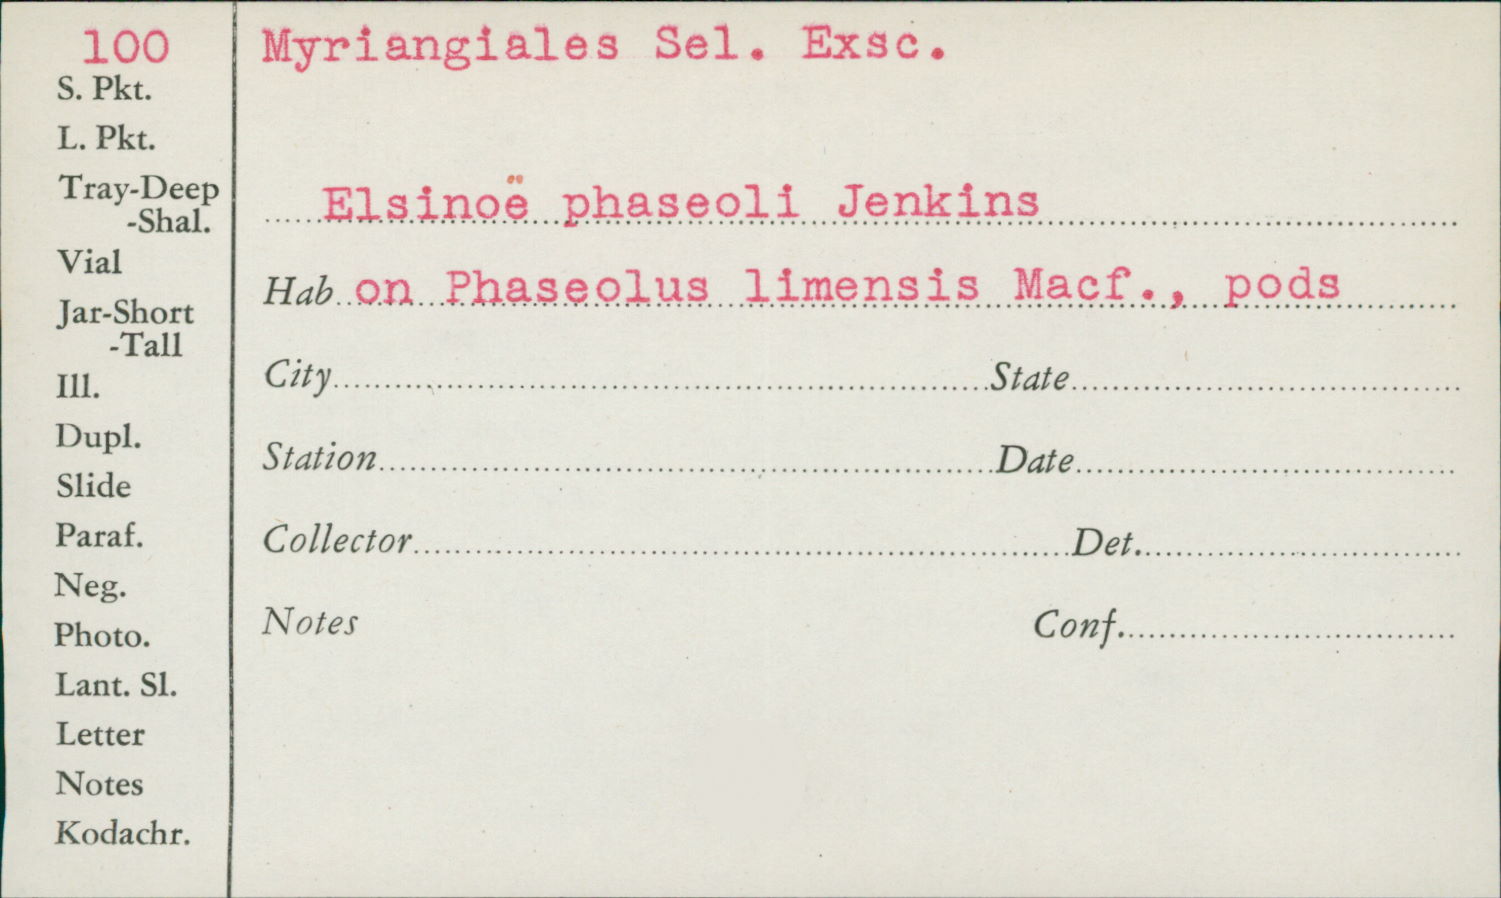 100
Myriangiales Sel. Exsc.
S. Pkt.
L. Pkt.
Tray-Deep
-Shal.
Vial
Jar-Short
-Tall
Ill.
Dupl.
Slide
Paraf.
Neg.
Photo.
Lant. Sl.
Letter
Notes
Kodachr.
Elsinoë phaseoli Jenkins
Hab on Phaseolus limensis Macf., pods
City State
Station Date
Collector Det.
Notes Conf.